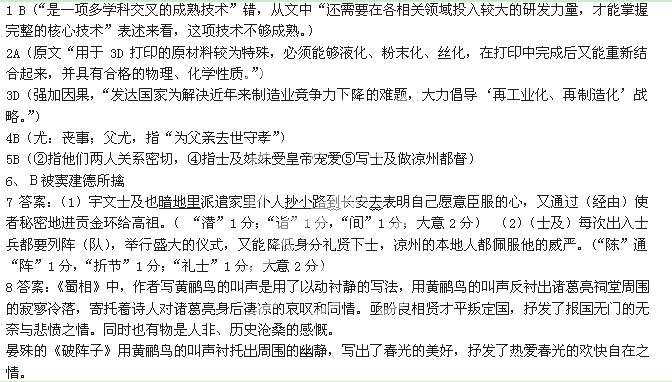 1 B（“是一项多学科交叉的成熟技术”错，从文中“还需要在各相关领域投入较大的研发力量，才能掌握
完整的核心技术”表述来看，这项技术不够成熟。）
2A（原文“用于 3D 打印的原材料较为特殊，必须能够液化、粉末化、丝化，在打印中完成后又能重新结
合起来，并具有合格的物理、化学性质。”）
3D（强加因果，“发达国家为解决近年来制造业竞争力下降的难题，大力倡导‘再工业化、再制造化’战
略。”）
4B（尤：丧事；父尤，指“为父亲去世守孝”）
5B（②指他们两人关系密切，④指士及妹妹受皇帝宠爱⑤写士及做凉州都督）
6、 B被窦建德所擒
7 答案：（1）宇文士及也暗地里派遣家里仆人抄小路到长安去表明自己愿意臣服的心，又通过（经由）使
者秘密地进贡金环给高祖。（ “潜”1分；“诣”1分，“间”1分；大意2分） （2）（士及）每次出入士
兵都要列阵（队），举行盛大的仪式，又能降低身分礼贤下士，凉州的本地人都佩服他的威严。（“陈”通
“阵”1分，“折节”1分；“礼士”1分；大意2分）
8 答案：《蜀相》中，作者写黄鹂鸟的叫声是用了以动衬静的写法，用黄鹂鸟的叫声反衬出诸葛亮祠堂周围
的寂寥冷落，寄托着诗人对诸葛亮身后凄凉的哀叹和同情。亟盼良相贤才平叛定国，抒发了报国无门的无
奈与悲愤之情。同时也有物是人非、历史沧桑的感慨。
晏殊的《破阵子》用黄鹂鸟的叫声衬托出周围的幽静，写出了春光的美好，抒发了热爱春光的欢快自在之
情。